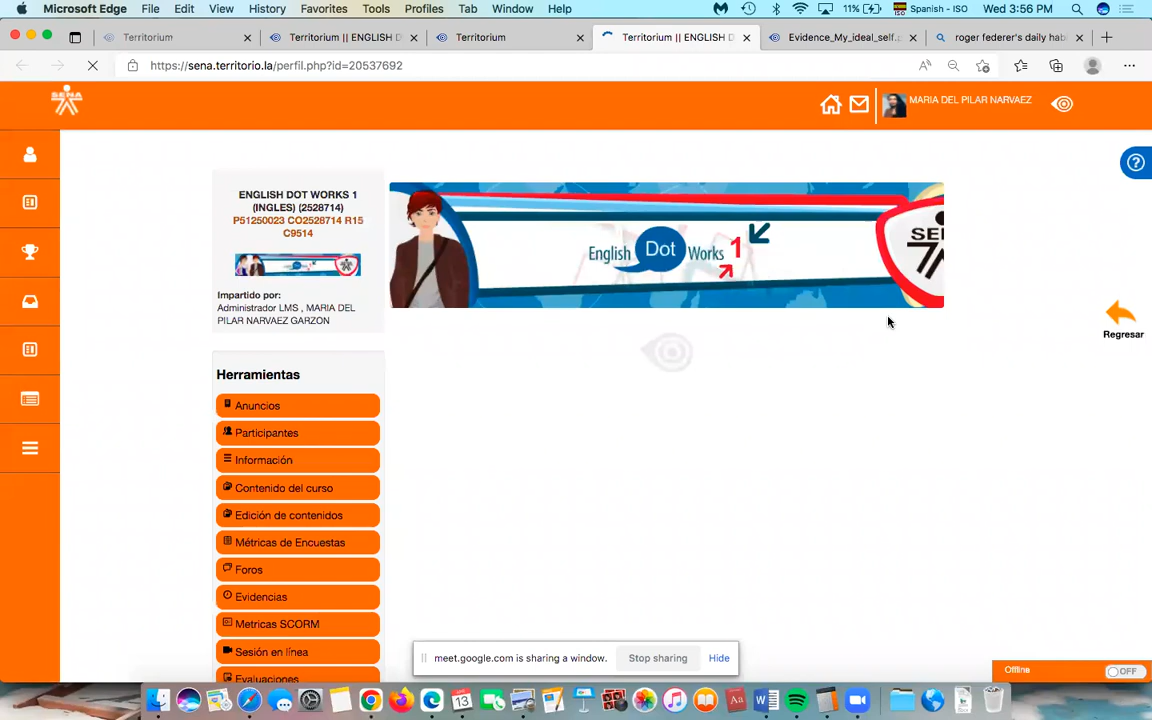 Microsoft Edge File Edit View History Favorites Tools Profiles Tab Window Help 11% Spanish - ISO Wed 3:56 PM
Territorium Territorium || ENGLISH D Territorium Territorium || ENGLISH D Evidence_My_ideal_self.p roger federer's daily hab
https://sena.territorio.la/perfil.php?id=20537692
SENA
MARIA DEL PILAR NARVAEZ
ENGLISH DOT WORKS 1
(INGLES) (2528714)
P51250023 CO2528714 R15
C9514
Impartido por:
Administrador LMS , MARIA DEL
PILAR NARVAEZ GARZON
English Dot Works 1
SEN
Regresar
Herramientas
Anuncios
Participantes
Información
Contenido del curso
Edición de contenidos
Métricas de Encuestas
Foros
Evidencias
Metricas SCORM
Sesión en línea
Evaluaciones
meet.google.com is sharing a window. Stop sharing Hide
Offline OFF
13